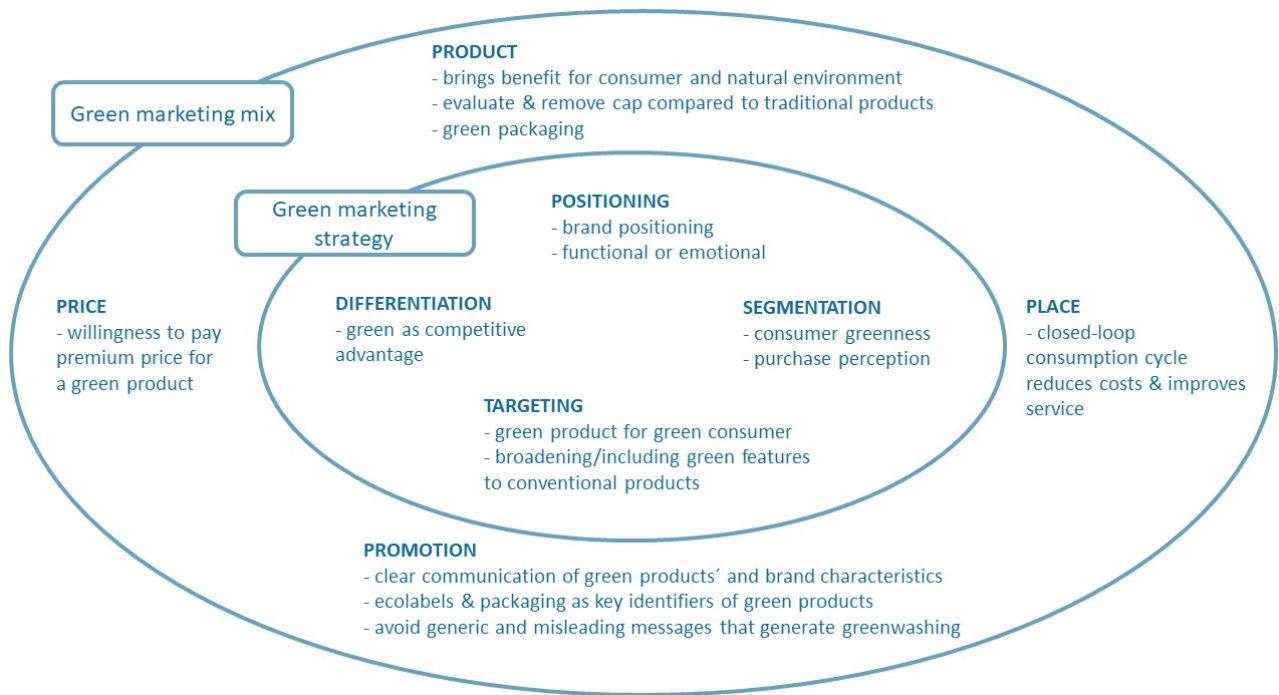 PRODUCT
- brings benefit for consumer and natural environment
- evaluate & remove cap compared to traditional products
- green packaging
Green marketing mix
Green marketing
strategy
POSITIONING
- brand positioning
- functional or emotional
PRICE
- willingness to pay
premium price for
a green product
DIFFERENTIATION
- green as competitive
advantage
SEGMENTATION
- consumer greenness
- purchase perception
PLACE
- closed-loop
consumption cycle
reduces costs & improves
service
TARGETING
- green product for green consumer
- broadening/including green features
to conventional products
PROMOTION
- clear communication of green products´ and brand characteristics
- ecolabels & packaging as key identifiers of green products
- avoid generic and misleading messages that generate greenwashing